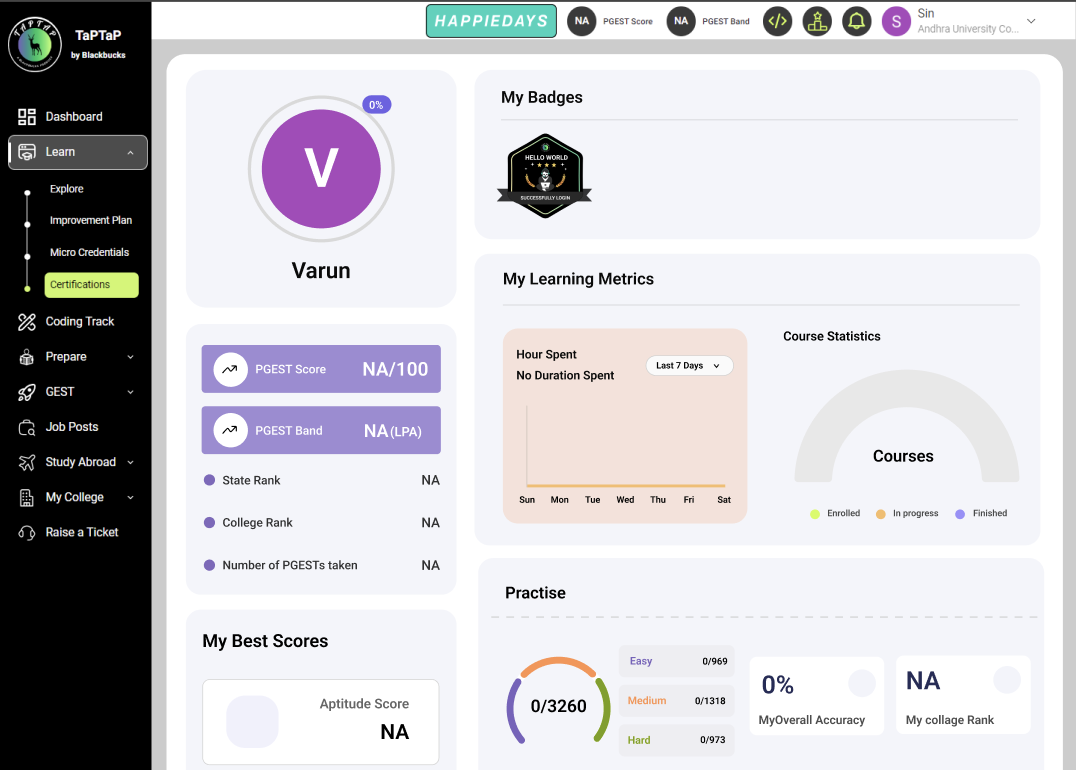 TAPTAP
TaPTaP
by Blackbucks
HAPPIEDAYS
NA
PGEST Score
NA
PGEST Band
S
Sin
Andhra University Co...
Dashboard
Learn
Explore
Improvement Plan
Micro Credentials
Certifications
Coding Track
Prepare
GEST
Job Posts
Study Abroad
My College
Raise a Ticket
0%
V
Varun
PGEST Score
NA/100
PGEST Band
NA(LPA)
State Rank
NA
College Rank
NA
Number of PGESTs taken
NA
My Best Scores
Aptitude Score
NA
My Badges
HELLO WORLD
SUCCESSFULLY LOGIN
My Learning Metrics
Hour Spent
No Duration Spent
Last 7 Days
Sun Mon Tue Wed Thu Fri Sat
Course Statistics
Courses
Enrolled
In progress
Finished
Practise
0/3260
Easy 0/969
Medium 0/1318
Hard 0/973
0%
MyOverall Accuracy
NA
My collage Rank